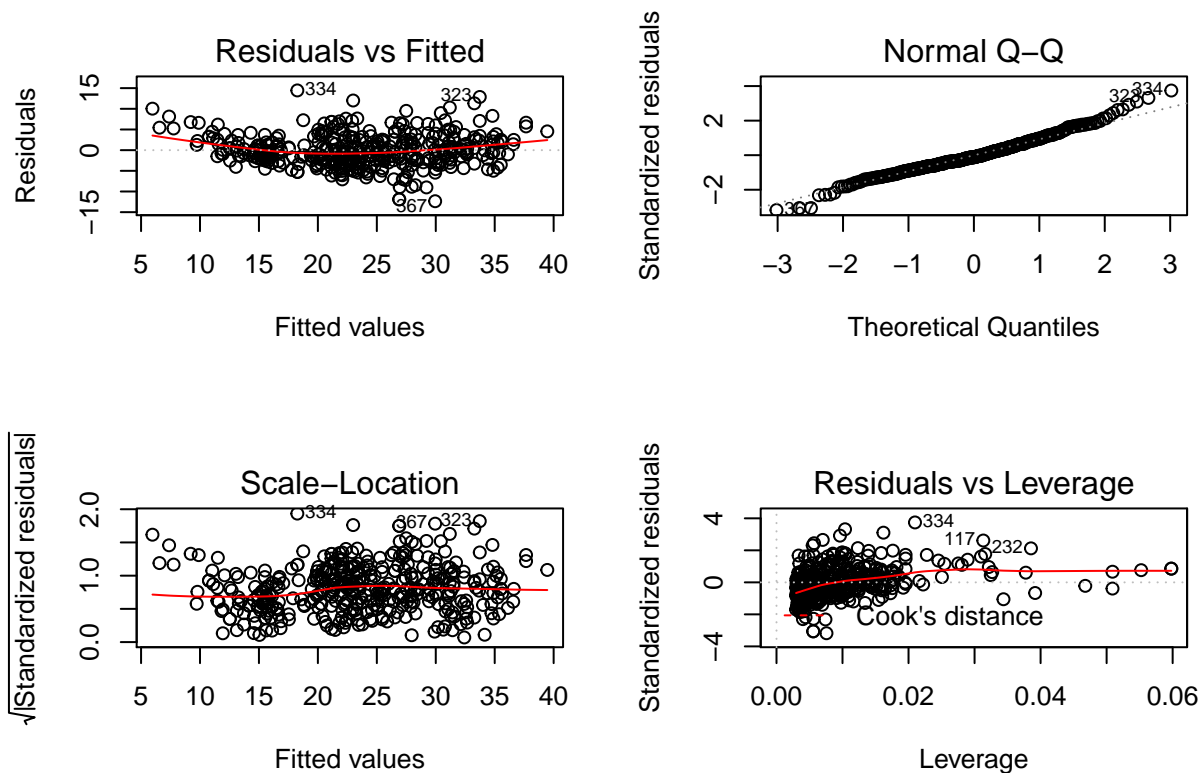 Residuals vs Fitted
Residuals
15
0
−15
334
323
367
5 10 15 20 25 30 35 40
Fitted values
Normal Q−Q
Standardized residuals
2
−2
323
334
−3 −2 −1 0 1 2 3
Theoretical Quantiles
Scale−Location
√|Standardized residuals|
2.0
1.0
0.0
334
367
323
5 10 15 20 25 30 35 40
Fitted values
Residuals vs Leverage
Standardized residuals
4
0
−4
334
117
232
Cook's distance
0.00 0.02 0.04 0.06
Leverage